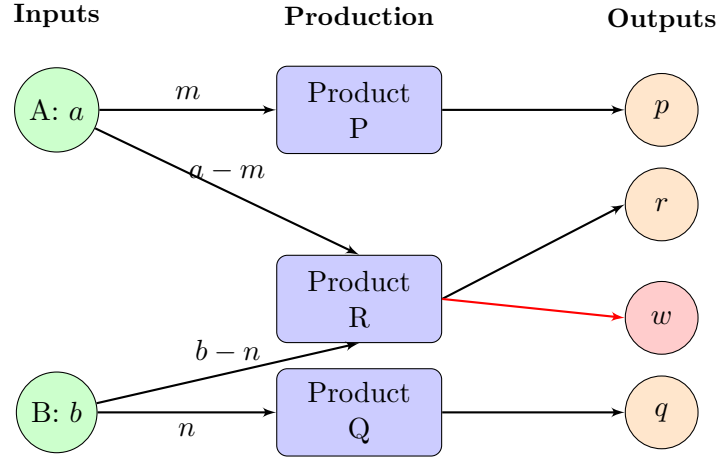 Inputs
Production
Outputs
A: a
m
Product
P
p
a − m
r
Product
R
w
b − n
B: b
n
Product
Q
q